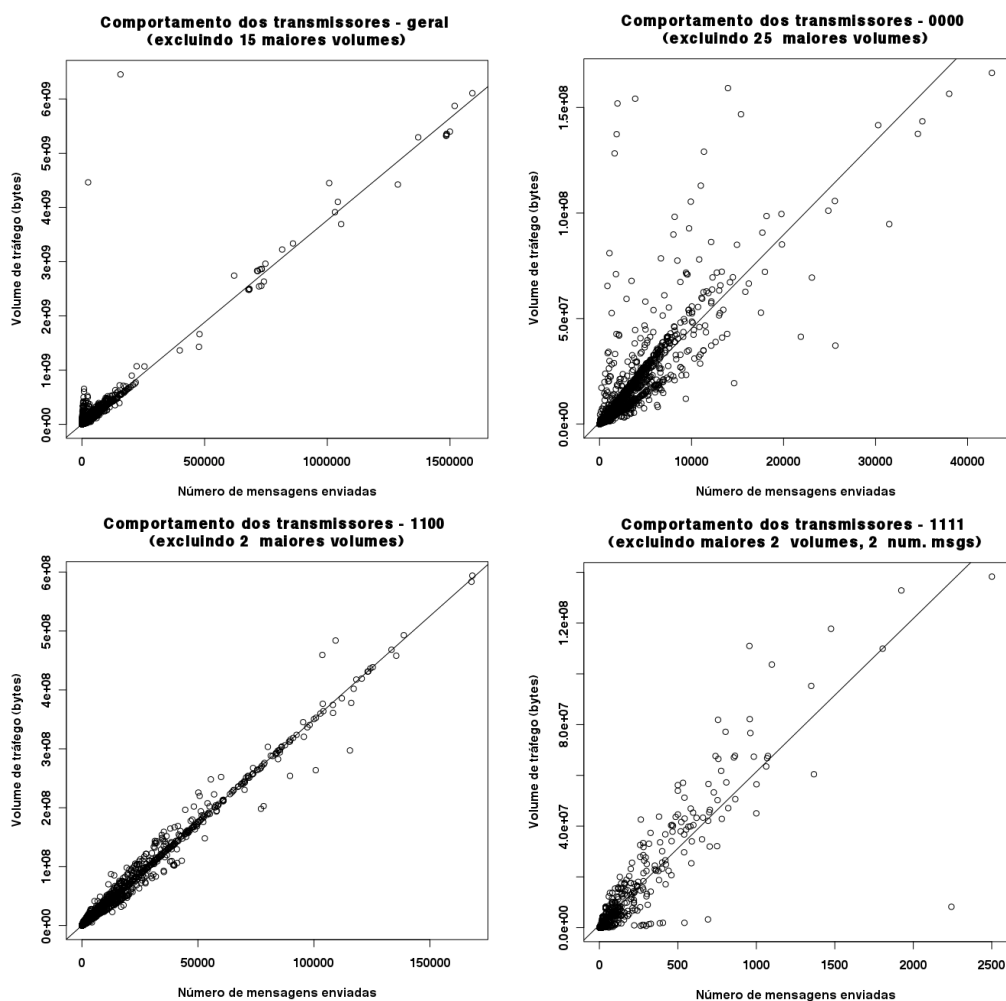 Comportamento dos transmissores - geral
(excluindo 15 maiores volumes)
Volume de tráfego (bytes)
0e+00 1e+09 2e+09 3e+09 4e+09 5e+09 6e+09
0 500000 1000000 1500000
Número de mensagens enviadas
Comportamento dos transmissores - 0000
(excluindo 25 maiores volumes)
Volume de tráfego (bytes)
0.0e+00 5.0e+07 1.0e+08 1.5e+08
0 10000 20000 30000 40000
Número de mensagens enviadas
Comportamento dos transmissores - 1100
(excluindo 2 maiores volumes)
Volume de tráfego (bytes)
0e+00 1e+08 2e+08 3e+08 4e+08 5e+08 6e+08
0 50000 100000 150000
Número de mensagens enviadas
Comportamento dos transmissores - 1111
(excluindo maiores 2 volumes, 2 num. msgs)
Volume de tráfego (bytes)
0.0e+00 4.0e+07 8.0e+07 1.2e+08
0 500 1000 1500 2000 2500
Número de mensagens enviadas